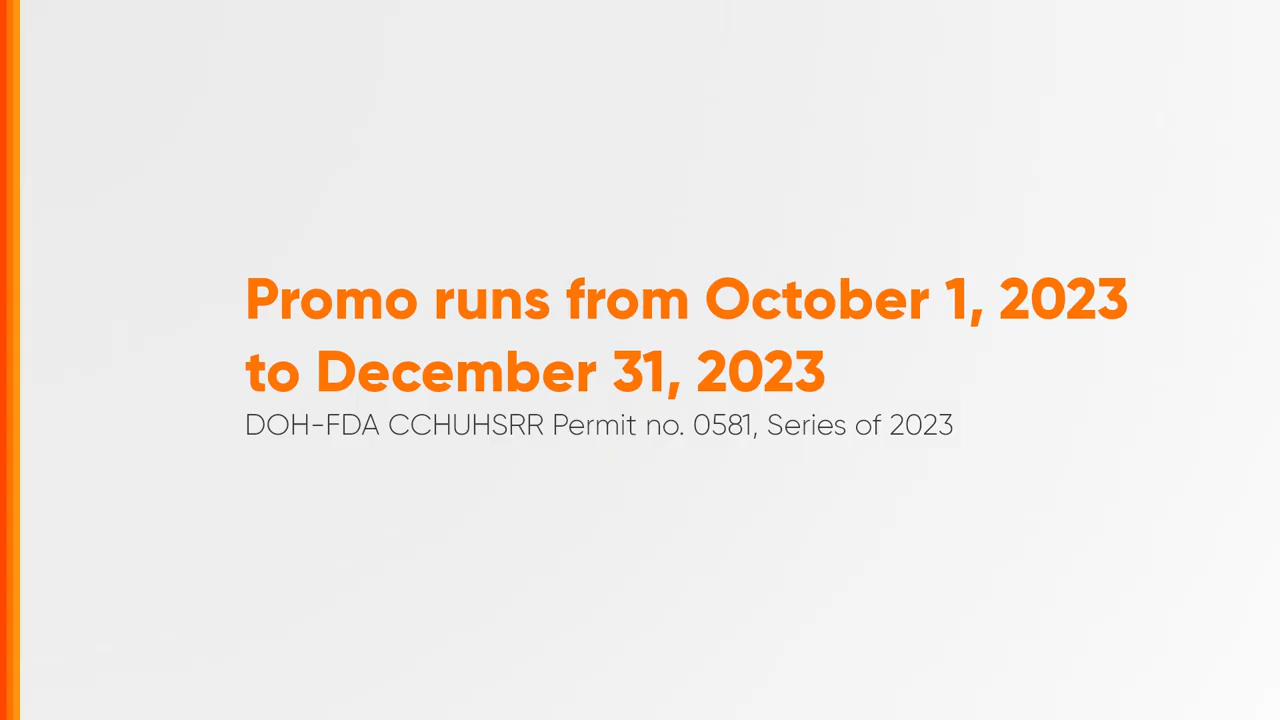 Promo runs from October 1, 2023
to December 31, 2023
DOH-FDA CCHUHSRR Permit no. 0581, Series of 2023